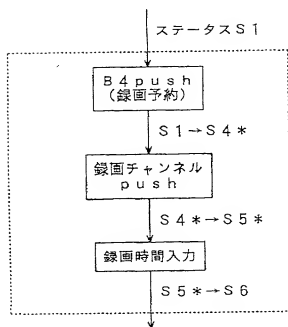 ステータスS1
B4push
(録画予約)
S1→S4*
録画チャンネル
push
S4*→S5*
録画時間入力
S5*→S6